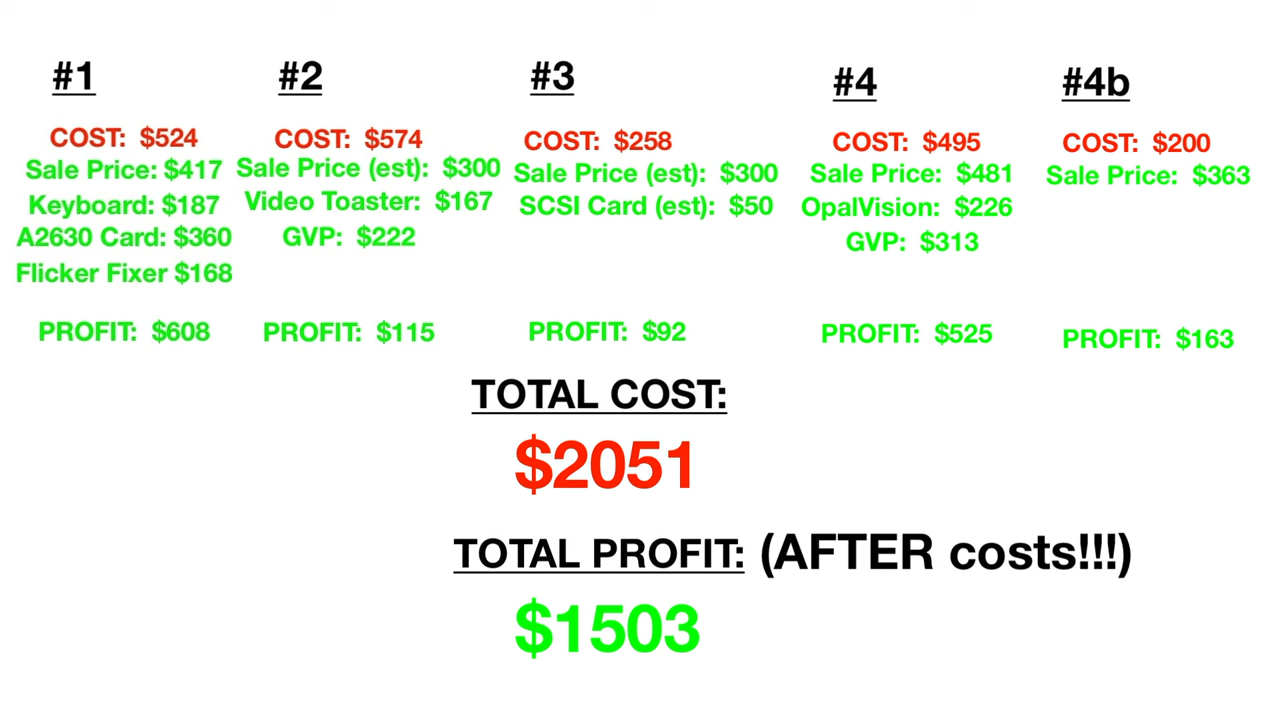 #1
COST: $524
Sale Price: $417
Keyboard: $187
A2630 Card: $360
Flicker Fixer $168
PROFIT: $608
#2
COST: $574
Sale Price (est): $300
Video Toaster: $167
GVP: $222
PROFIT: $115
#3
COST: $258
Sale Price (est): $300
SCSI Card (est): $50
PROFIT: $92
#4
COST: $495
Sale Price: $481
OpalVision: $226
GVP: $313
PROFIT: $525
#4b
COST: $200
Sale Price: $363
PROFIT: $163
TOTAL COST:
$2051
TOTAL PROFIT: (AFTER costs!!!)
$1503